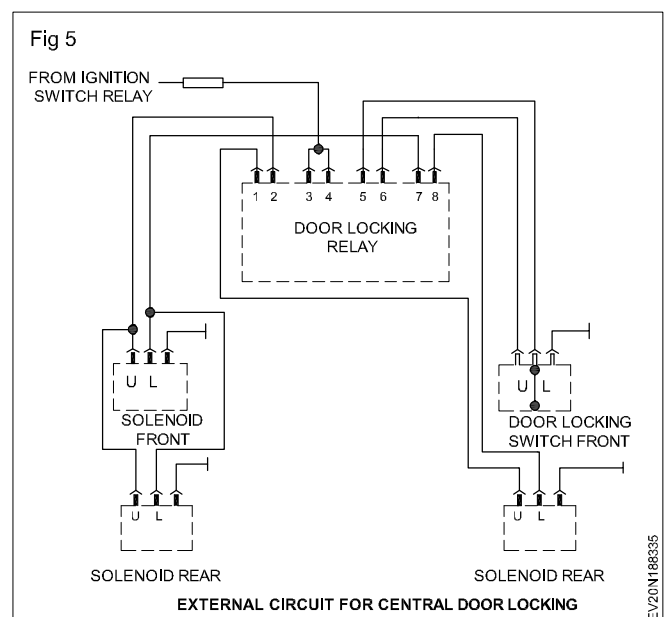 Fig 5
FROM IGNITION
SWITCH RELAY
1 2 3 4 5 6 7 8
DOOR LOCKING
RELAY
U L
SOLENOID
FRONT
U L
DOOR LOCKING
SWITCH FRONT
U L
SOLENOID REAR
U L
SOLENOID REAR
EXTERNAL CIRCUIT FOR CENTRAL DOOR LOCKING
EV20N188335